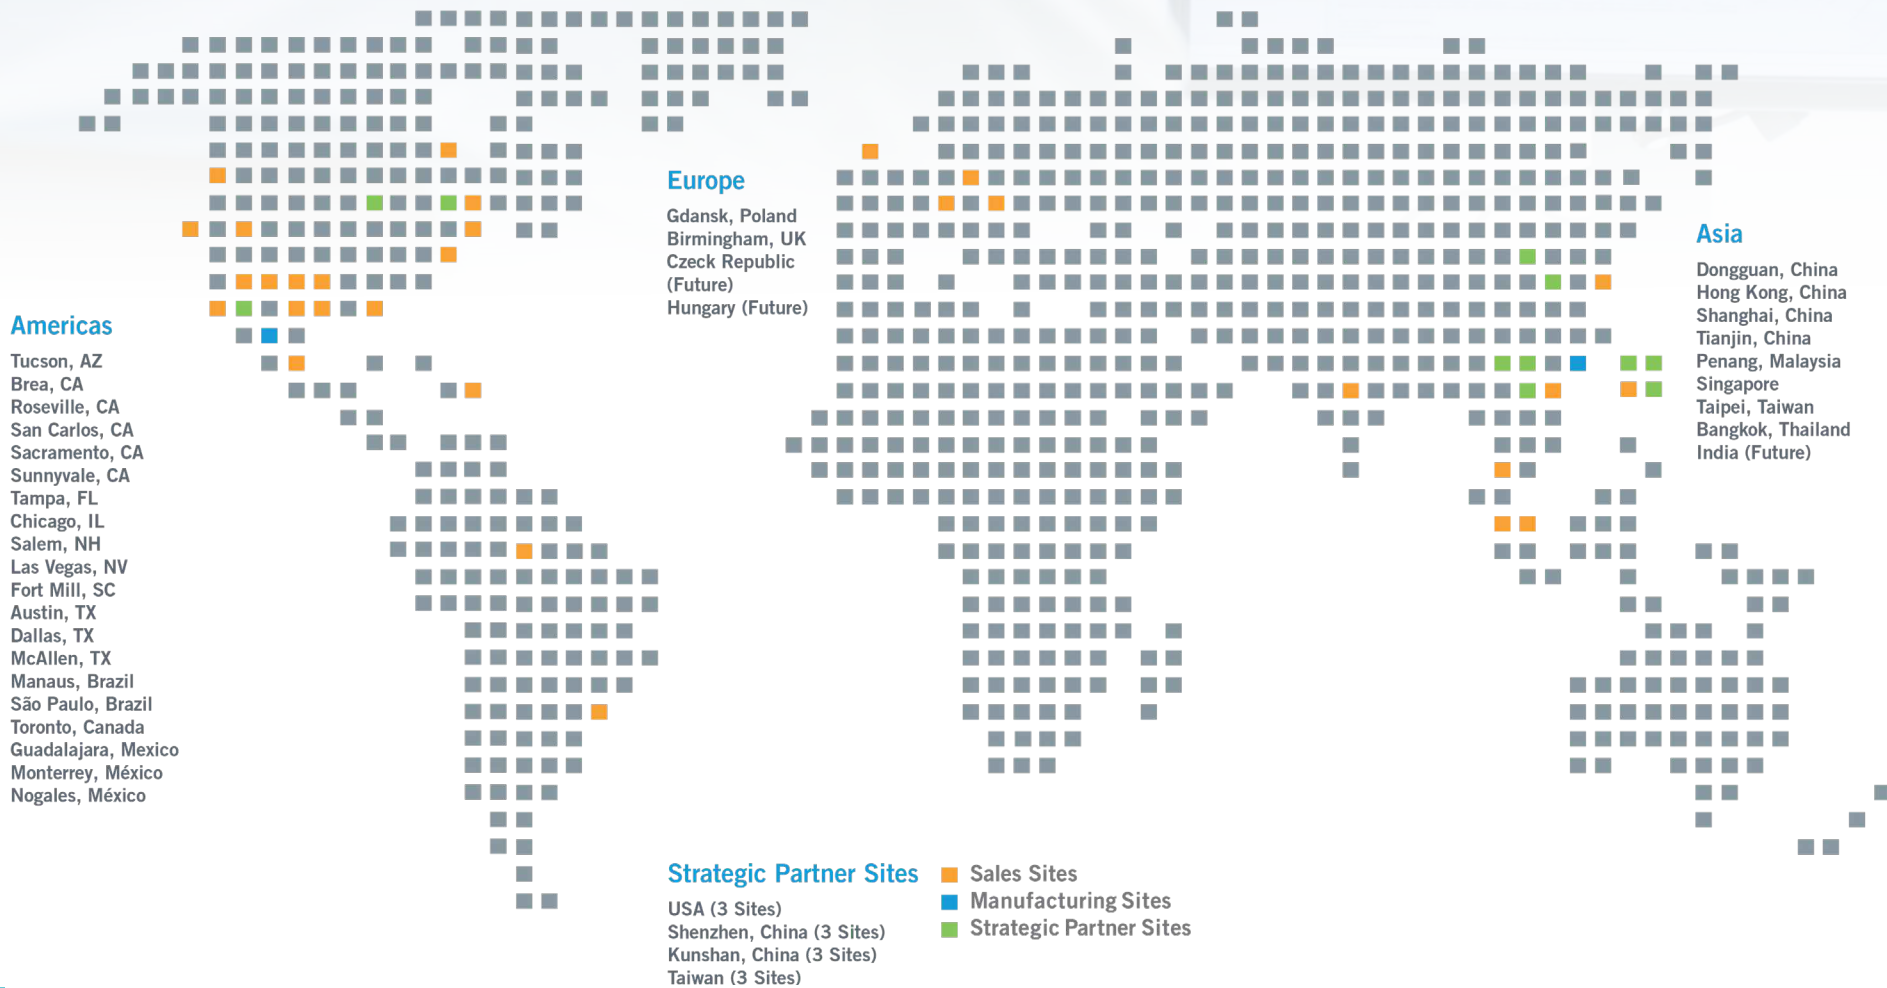 Europe
Gdansk, Poland
Birmingham, UK
Czeck Republic
(Future)
Hungary (Future)
Asia
Dongguan, China
Hong Kong, China
Shanghai, China
Tianjin, China
Penang, Malaysia
Singapore
Taipei, Taiwan
Bangkok, Thailand
India (Future)
Americas
Tucson, AZ
Brea, CA
Roseville, CA
San Carlos, CA
Sacramento, CA
Sunnyvale, CA
Tampa, FL
Chicago, IL
Salem, NH
Las Vegas, NV
Fort Mill, SC
Austin, TX
Dallas, TX
McAllen, TX
Manaus, Brazil
São Paulo, Brazil
Toronto, Canada
Guadalajara, Mexico
Monterrey, México
Nogales, México
Strategic Partner Sites
USA (3 Sites)
Shenzhen, China (3 Sites)
Kunshan, China (3 Sites)
Taiwan (3 Sites)
Sales Sites
Manufacturing Sites
Strategic Partner Sites